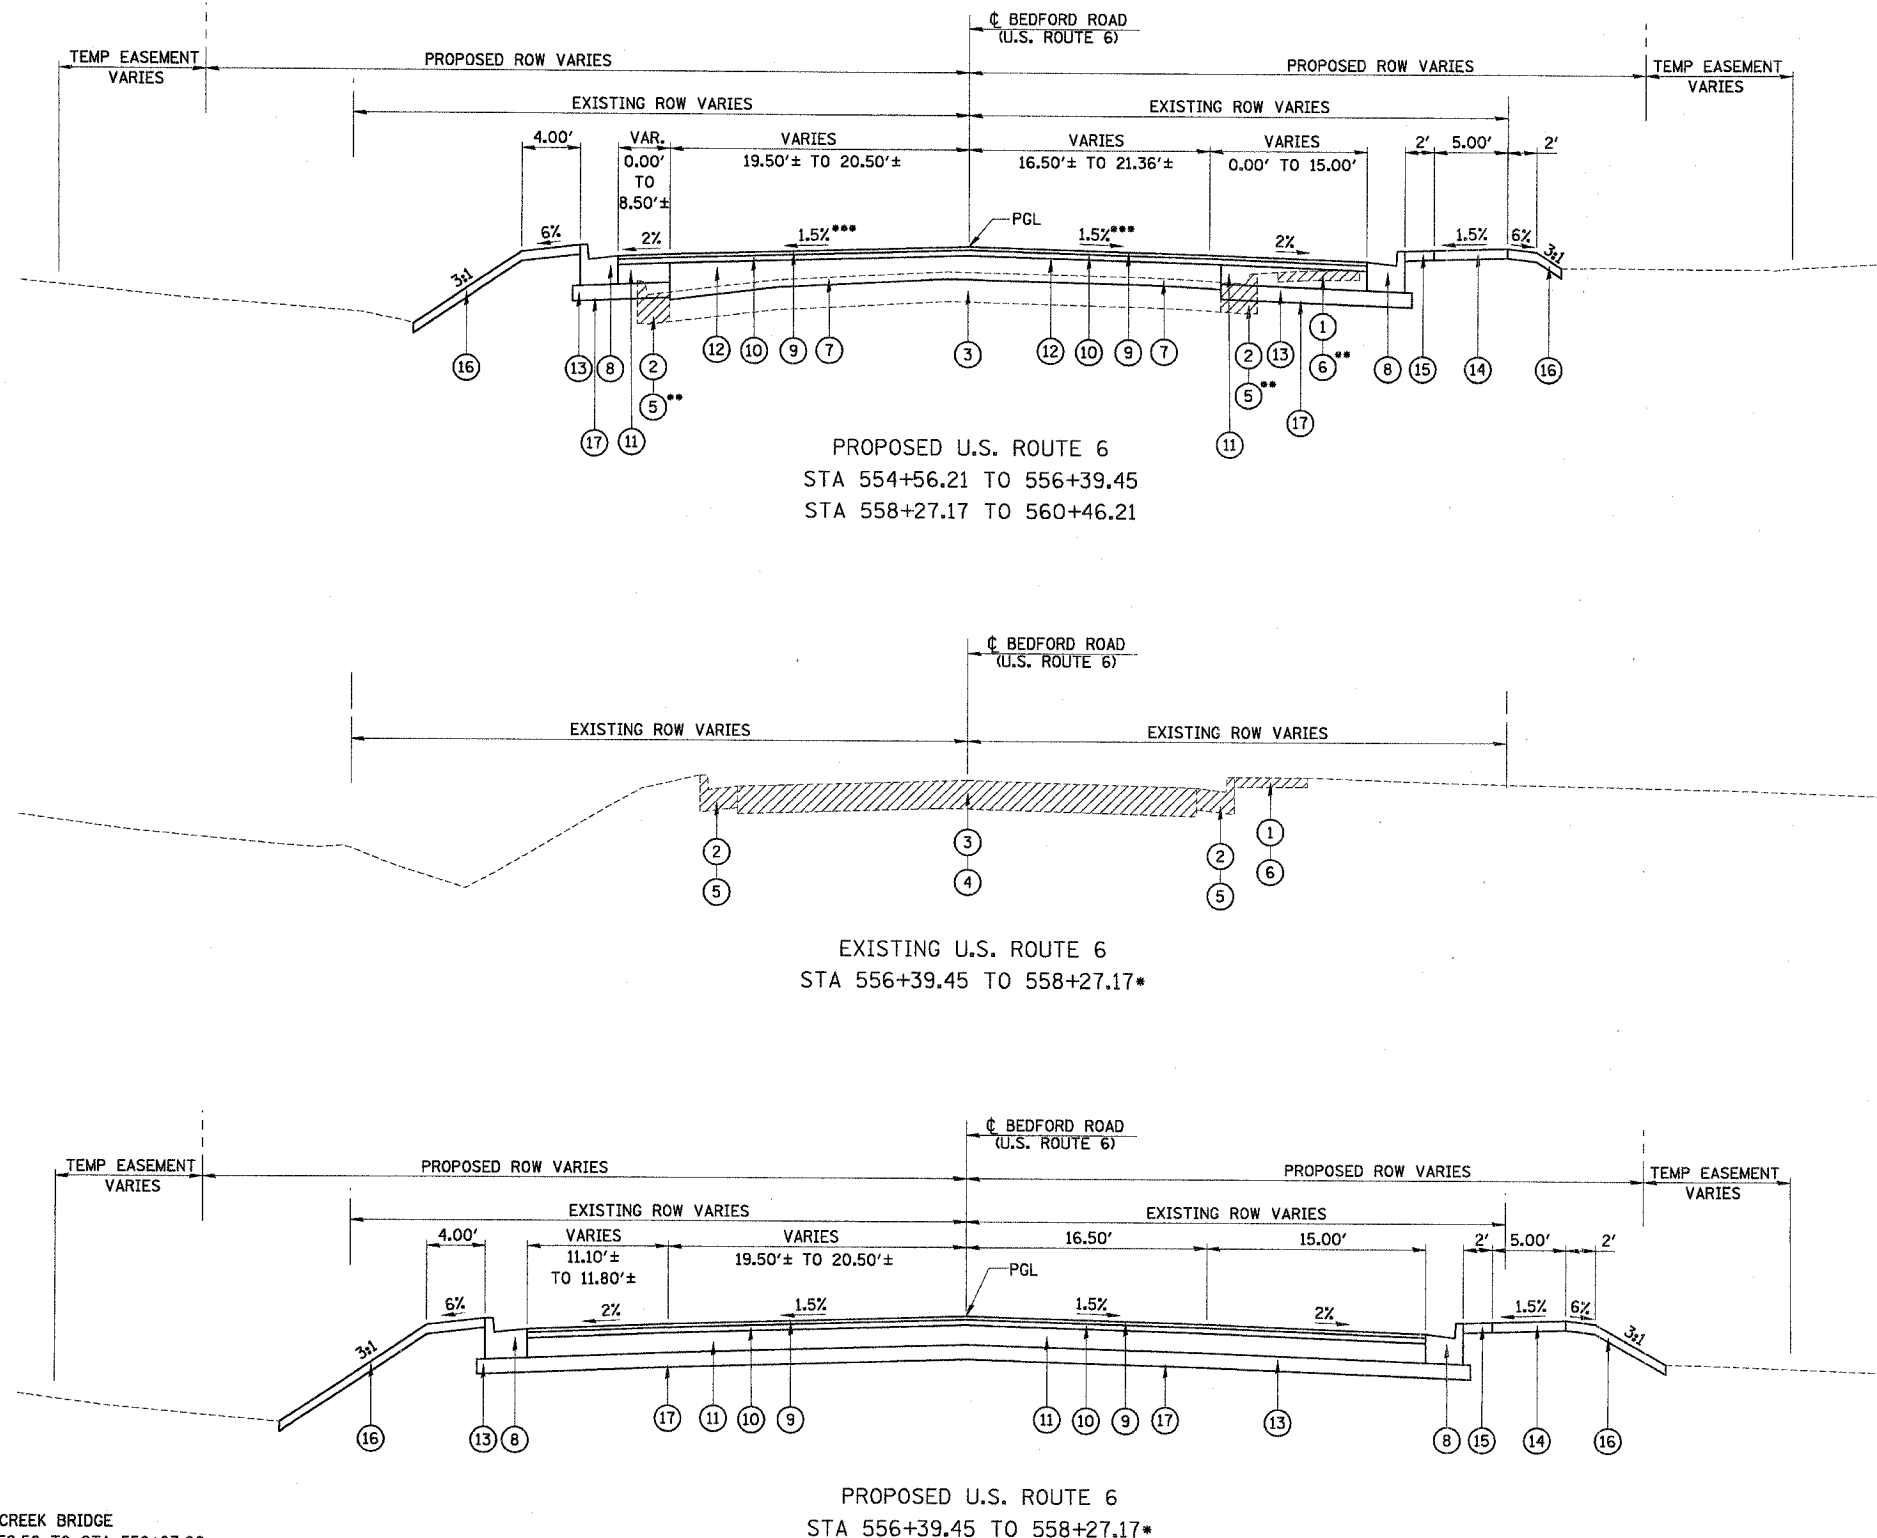 ℄ BEDFORD ROAD
(U.S. ROUTE 6)
TEMP EASEMENT
VARIES
PROPOSED ROW VARIES
PROPOSED ROW VARIES
TEMP EASEMENT
VARIES
EXISTING ROW VARIES
EXISTING ROW VARIES
4.00'
VAR.
0.00'
TO
8.50'±
VARIES
19.50'± TO 20.50'±
VARIES
16.50'± TO 21.36'±
VARIES
0.00' TO 15.00'
2'
5.00'
2'
PGL
3:1
6%
2%
1.5%***
1.5%***
2%
1.5%
6%
3:1
16
13
8
2
5**
17
11
12
10
9
7
3
12
10
9
7
2
5**
13
1
6**
11
17
8
15
14
16
PROPOSED U.S. ROUTE 6
STA 554+56.21 TO 556+39.45
STA 558+27.17 TO 560+46.21
℄ BEDFORD ROAD
(U.S. ROUTE 6)
EXISTING ROW VARIES
EXISTING ROW VARIES
2
5
3
4
2
5
1
6
EXISTING U.S. ROUTE 6
STA 556+39.45 TO 558+27.17*
℄ BEDFORD ROAD
(U.S. ROUTE 6)
TEMP EASEMENT
VARIES
PROPOSED ROW VARIES
PROPOSED ROW VARIES
TEMP EASEMENT
VARIES
EXISTING ROW VARIES
EXISTING ROW VARIES
4.00'
VARIES
11.10'±
TO 11.80'±
VARIES
19.50'± TO 20.50'±
16.50'
15.00'
2'
5.00'
2'
PGL
3:1
6%
2%
1.5%
1.5%
2%
1.5%
6%
3:1
16
13
8
17
11
10
9
11
10
9
17
13
8
15
14
16
PROPOSED U.S. ROUTE 6
STA 556+39.45 TO 558+27.17*
CREEK BRIDGE